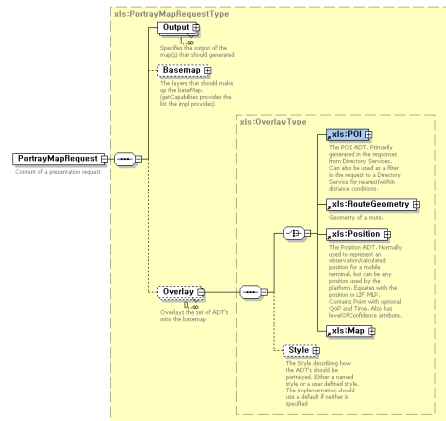 xls:PortrayMapRequestType
Output
1..∞
Specifies the output of the
map(s) that should generated
Basemap
The layers that should make
up the baseMap.
(getCapabilites provides the
list the impl provides)
PortrayMapRequest
Content of a presentation request
Overlay
0..∞
Overlays the set of ADT's
onto the basemap
xls:OverlayType
xls:POI
The POI ADT. Primarily
generated in the responses
from Directory Services.
Can also be used as a filter
in the request to a Directory
Service for nearest/within
distance conditions.
xls:RouteGeometry
Geometry of a route.
xls:Position
The Position ADT. Normally
used to represent an
observation/calculated
position for a mobile
terminal, but can be any
position used by the
platform. Equates with the
position in LIF MLP.
Contains Point with optional
QoP and Time. Also has
levelOfConfidence attribute.
xls:Map
Style
The Style describing how
the ADT's should be
portrayed. Either a named
style or a user defined style.
The implementation should
use a default if neither is
specified